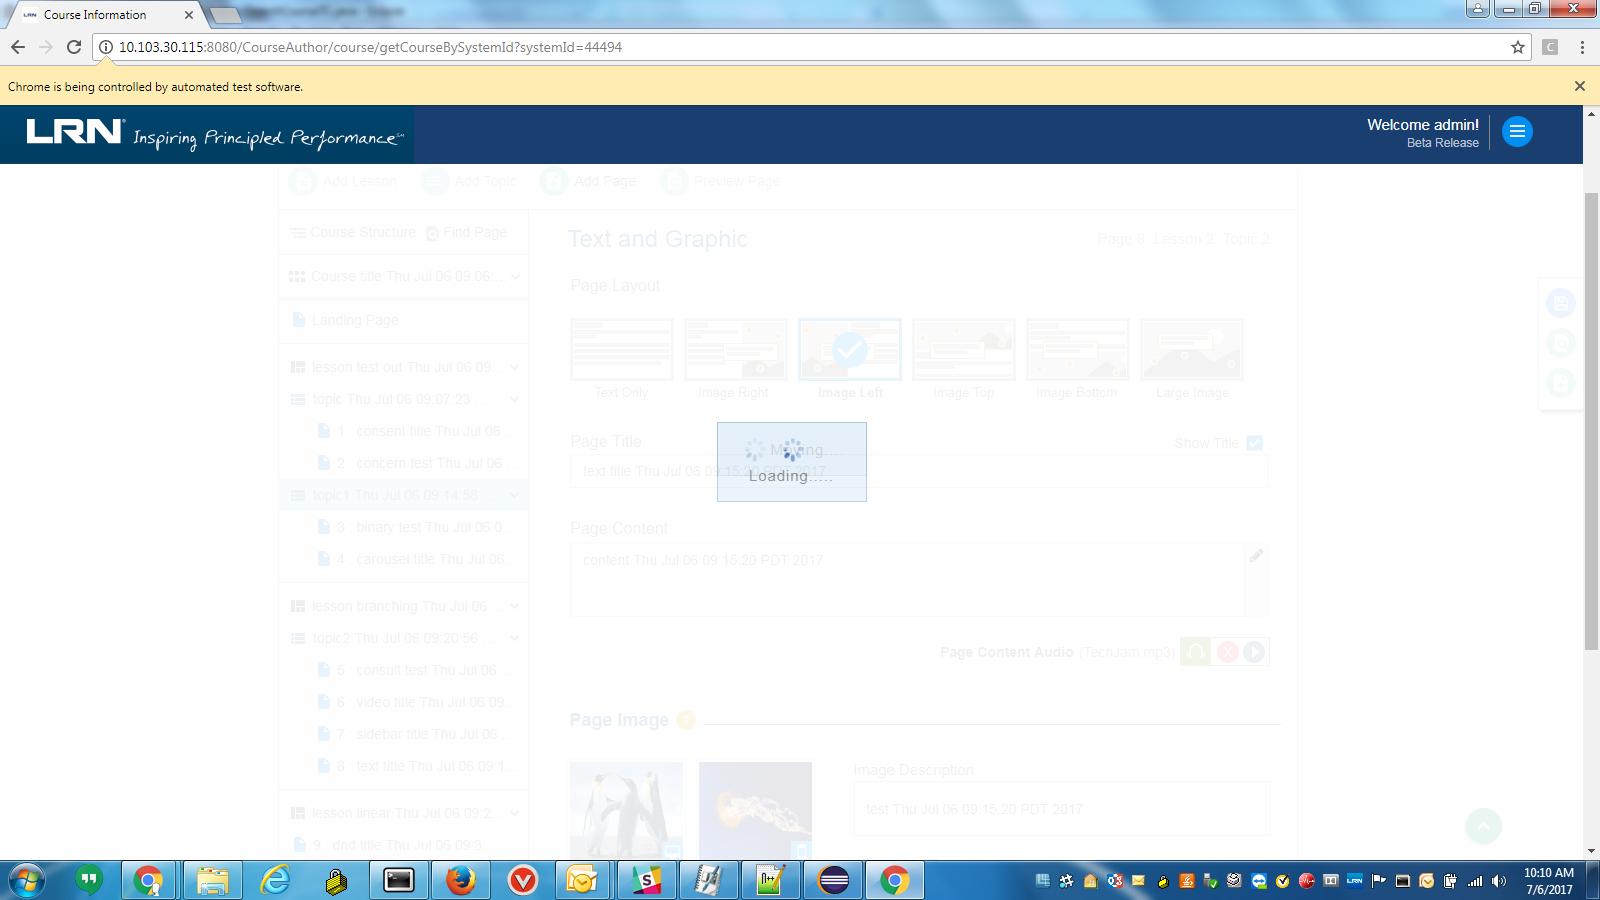 Course Information
10.103.30.115:8080/CourseAuthor/course/getCourseBySystemId?systemId=44494
C
Chrome is being controlled by automated test software.
LRN Inspiring Principled Performance
Welcome admin!
Beta Release
Add Lesson Add Topic Add Page Preview Page
Course Structure Find Page
Course title Thu Jul 06 09:06:...
Landing Page
lesson test out Thu Jul 06 09...
topic Thu Jul 06 09:07:23 ...
1 . consent title Thu Jul 06 ...
2 . concern test Thu Jul 06 ...
topic1 Thu Jul 06 09:14:58 ...
3 . binary test Thu Jul 06 0...
4 . carousel title Thu Jul 06...
lesson branching Thu Jul 06 ...
topic2 Thu Jul 06 09:20:56 ...
5 . consult test Thu Jul 06 ...
6 . video title Thu Jul 06 09...
7 . sidebar title Thu Jul 06 ...
8 . text title Thu Jul 06 09:1...
lesson linear Thu Jul 06 09:2...
9 . dnd title Thu Jul 06 09:3...
Text and Graphic
Page 8, Lesson 2, Topic 2
Page Layout
Text Only Image Right Image Left Image Top Image Bottom Large Image
Page Title
Show Title
text title Thu Jul 06 09:15:20 PDT 2017
Moving....
Loading.....
Page Content
content Thu Jul 06 09:15:20 PDT 2017
Page Content Audio (TechJam.mp3)
Page Image ?
Image Description
test Thu Jul 06 09:15:20 PDT 2017
10:10 AM
7/6/2017